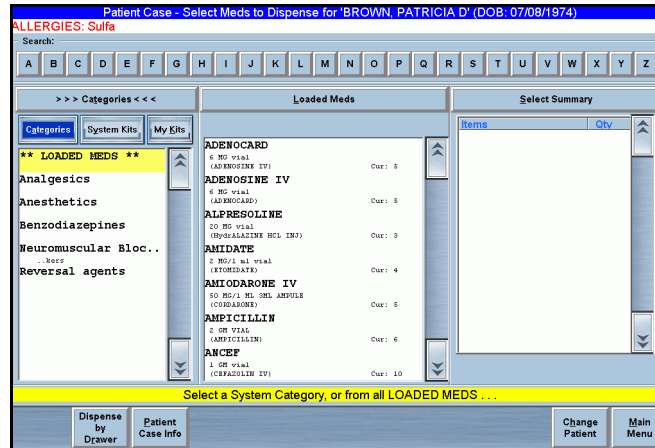 Patient Case - Select Meds to Dispense for 'BROWN, PATRICIA D' (DOB: 07/08/1974)
ALLERGIES: Sulfa
Search:
A B C D E F G H I J K L M N O P Q R S T U V W X Y Z
> > > Categories < < <
Categories System Kits My Kits
** LOADED MEDS **
Analgesics
Anesthetics
Benzodiazepines
Neuromuscular Bloc..
..kers
Reversal agents
Loaded Meds
ADENOCARD
6 MG vial
(ADENOSINE IV) Cur: 5
ADENOSINE IV
6 MG vial
(ADENOCARD) Cur: 5
ALPRESOLINE
20 MG vial
(HydrALAZINE HCL INJ) Cur: 3
AMIDATE
2 MG/1 ml vial
(ETOMIDATE) Cur: 4
AMIODARONE IV
50 MG/1 ML 3ML AMPULE
(CORDARONE) Cur: 5
AMPICILLIN
2 GM VIAL
(AMPICILLIN) Cur: 6
ANCEF
1 GM vial
(CEFAZOLIN IV) Cur: 10
Select Summary
Items Qty
Select a System Category, or from all LOADED MEDS . . .
Dispense by Drawer
Patient Case Info
Change Patient
Main Menu